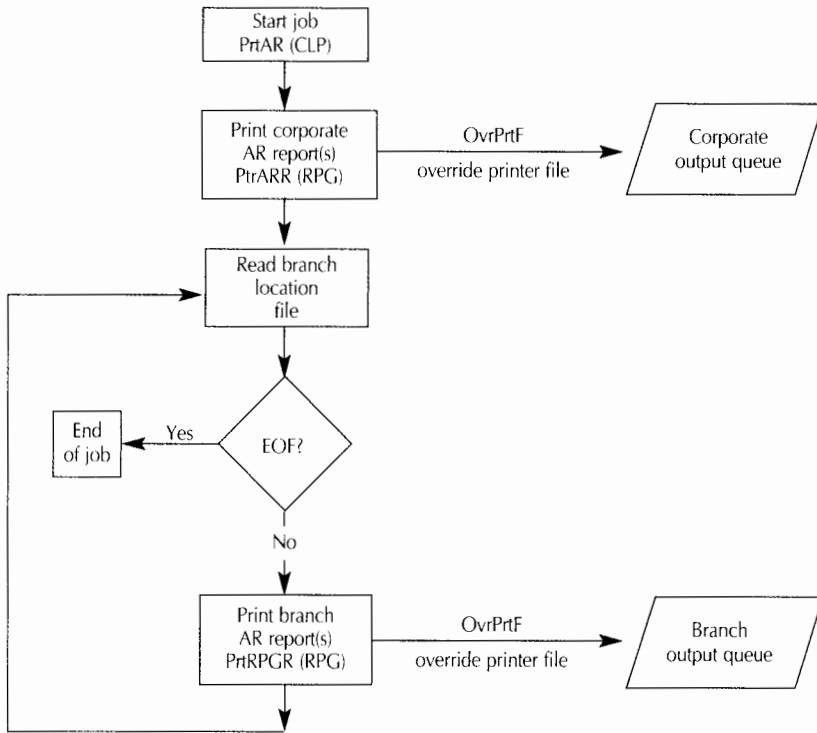 Start job
PrtAR (CLP)
Print corporate
AR report(s)
PtrARR (RPG)
OvrPrtF
override printer file
Corporate
output queue
Read branch
location
file
EOF?
Yes
End
of job
No
Print branch
AR report(s)
PrtRPGR (RPG)
OvrPrtF
override printer file
Branch
output queue